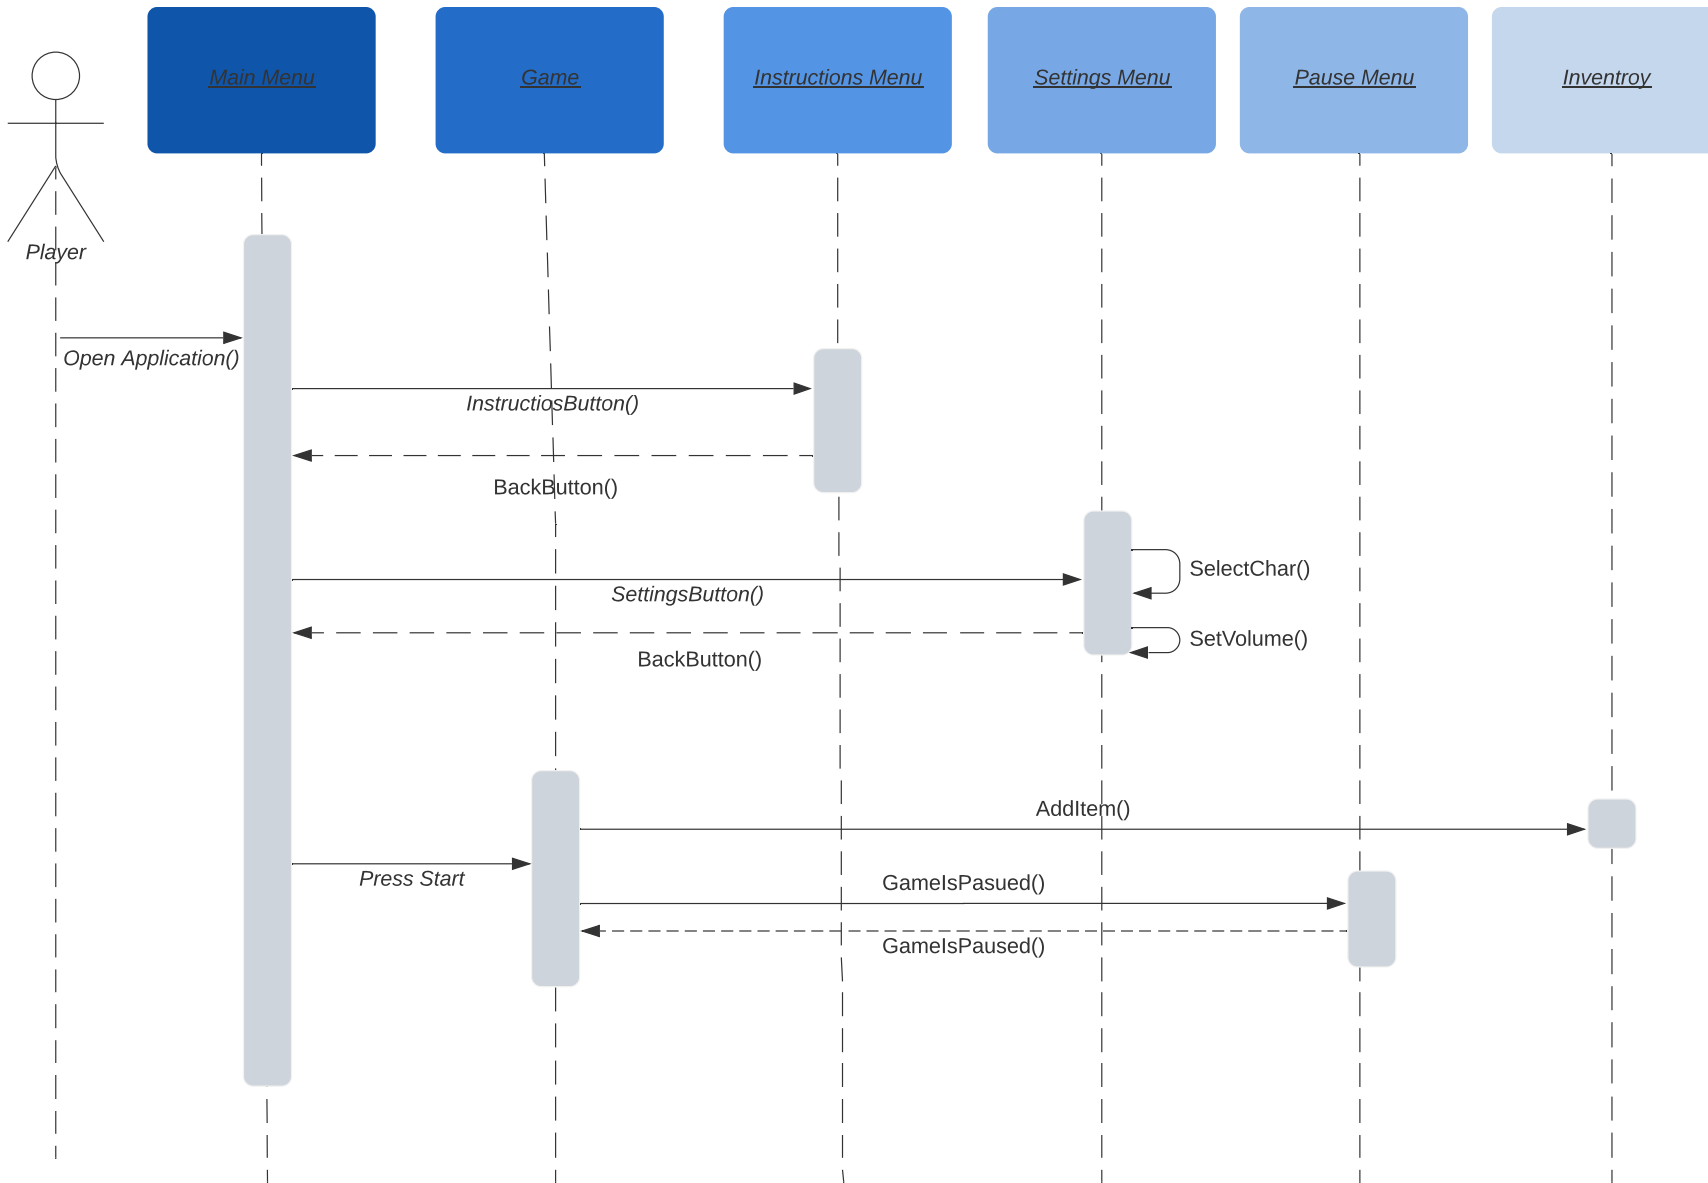 Main Menu
Game
Instructions Menu
Settings Menu
Pause Menu
Inventroy
Player
Open Application()
InstructiosButton()
BackButton()
SelectChar()
SettingsButton()
SetVolume()
BackButton()
AddItem()
Press Start
GameIsPasued()
GameIsPaused()